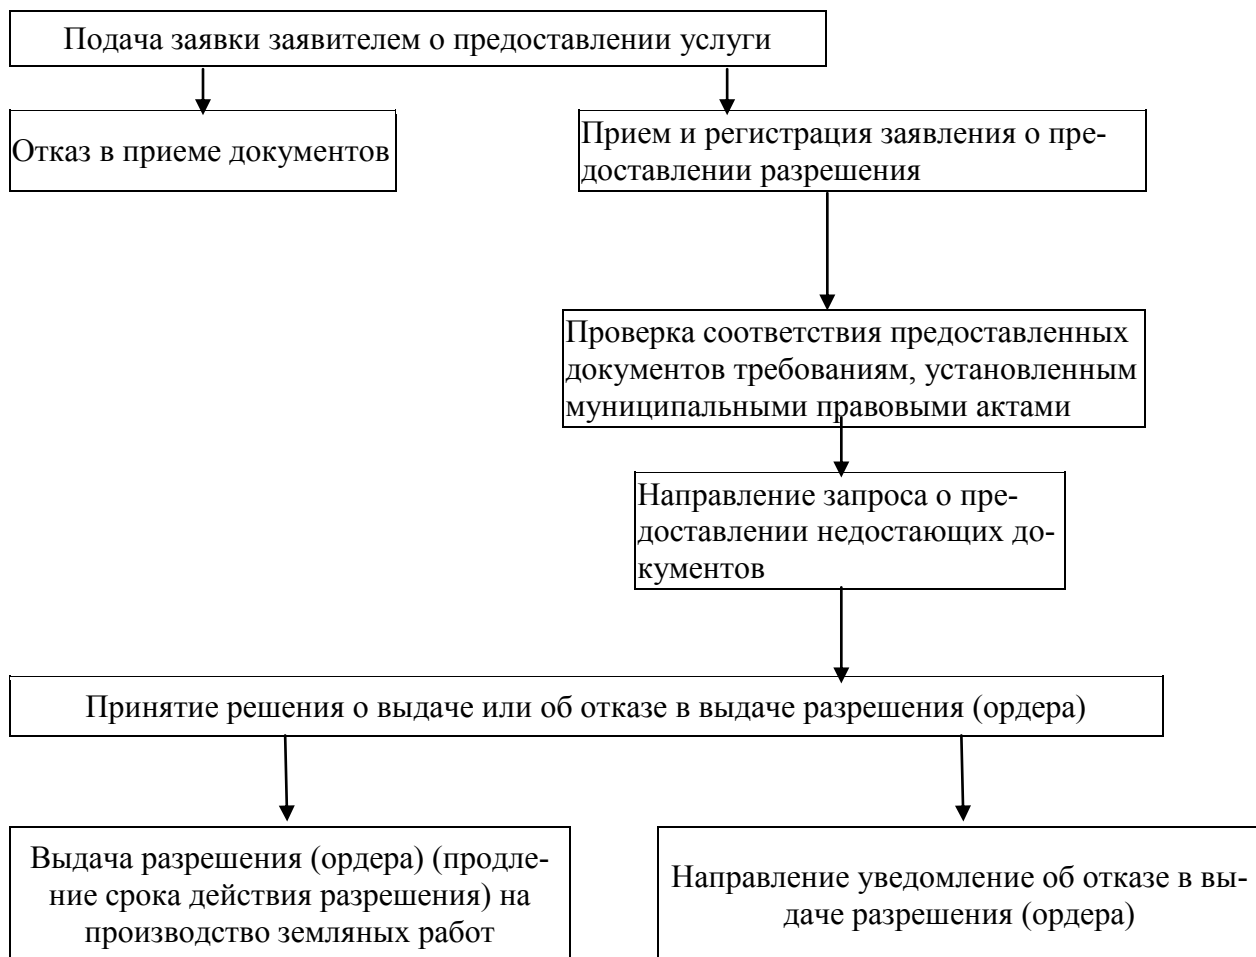 Подача заявки заявителем о предоставлении услуги
Отказ в приеме документов
Прием и регистрация заявления о пре-
доставлении разрешения
Проверка соответствия предоставленных
документов требованиям, установленным
муниципальными правовыми актами
Направление запроса о пре-
доставлении недостающих до-
кументов
Принятие решения о выдаче или об отказе в выдаче разрешения (ордера)
Выдача разрешения (ордера) (продле-
ние срока действия разрешения) на
производство земляных работ
Направление уведомление об отказе в вы-
даче разрешения (ордера)